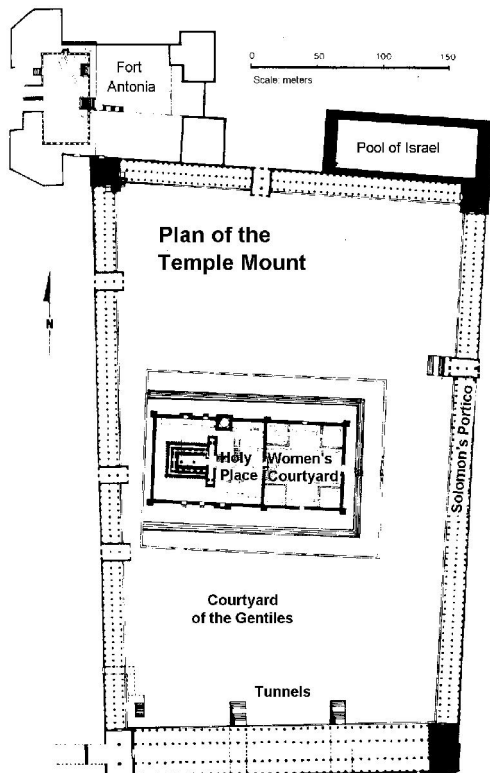 Fort
Antonia
0 50 100 150
Scale: meters
Pool of Israel
Plan of the
Temple Mount
N
Solomon's Portico
Holy
Place
Women's
Courtyard
Courtyard
of the Gentiles
Tunnels